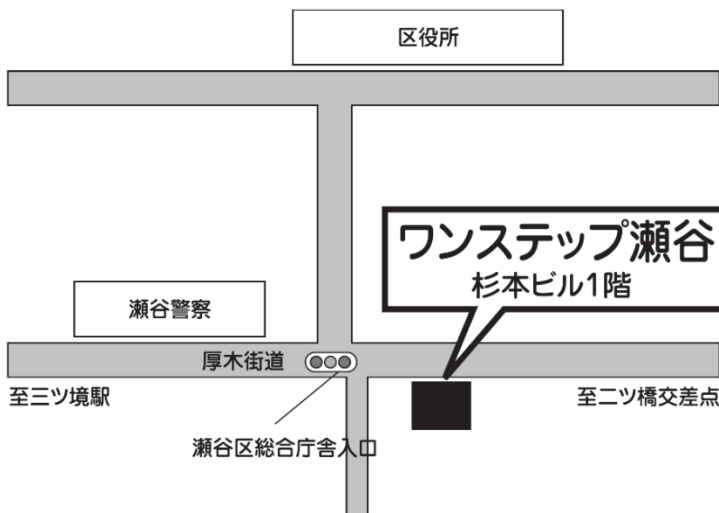 区役所
ワンステップ瀬谷
杉本ビル1階
瀬谷警察
厚木街道
至三ツ境駅
至二ツ橋交差点
瀬谷区総合庁舎入口